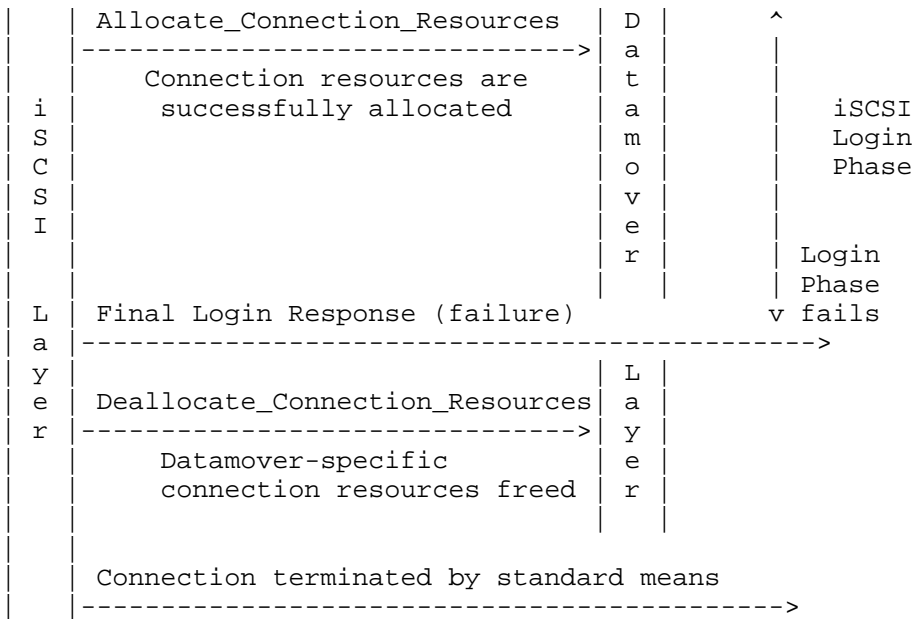 | | Allocate_Connection_Resources | D | ^
| |------------------------------->| a | |
| | Connection resources are | t | |
| i | successfully allocated | a | | iSCSI
| S | | m | | Login
| C | | o | | Phase
| S | | v | |
| I | | e | |
| | | r | | Login
| | | | | Phase
| L | Final Login Response (failure) v fails
| a |--------------------------------------------->
| y | | L |
| e | Deallocate_Connection_Resources| a |
| r |------------------------------->| y |
| | Datamover-specific | e |
| | connection resources freed | r |
| | | |
| |
| | Connection terminated by standard means
| |-------------------------------------------->